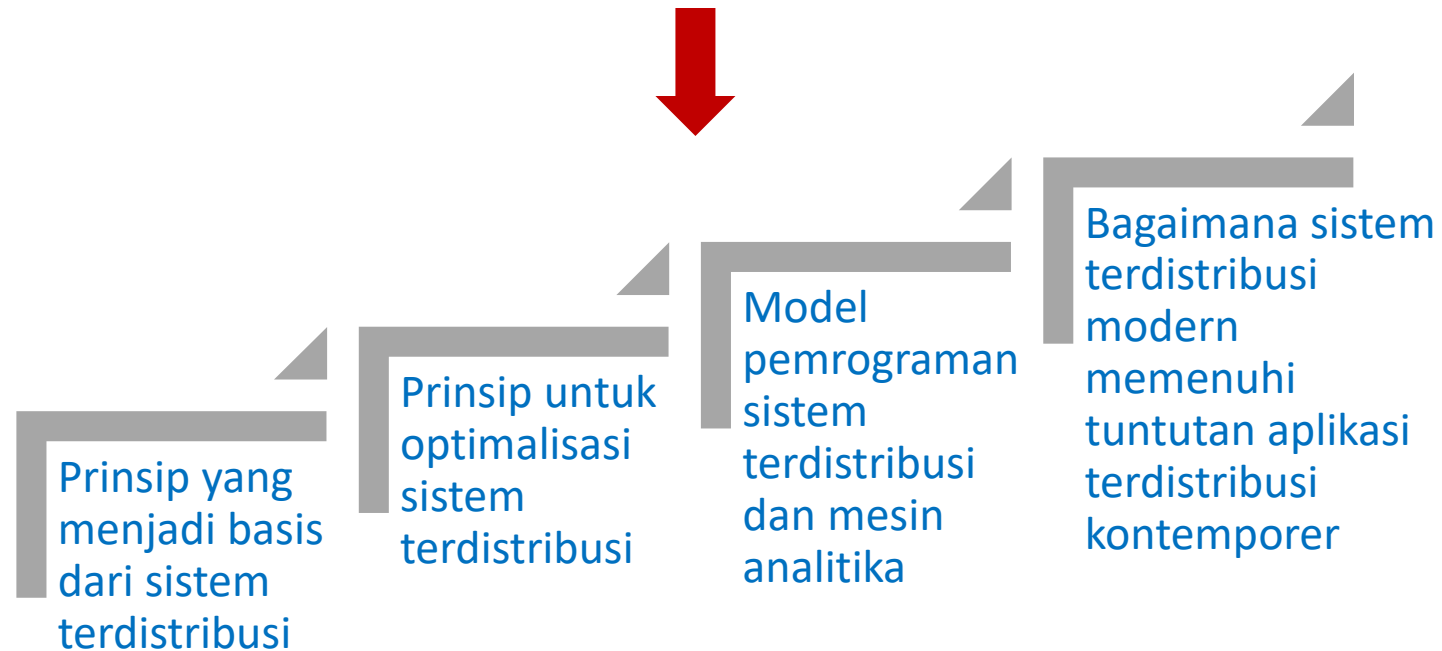 Prinsip yang
menjadi basis
dari sistem
terdistribusi
Prinsip untuk
optimalisasi
sistem
terdistribusi
Model
pemrograman
sistem
terdistribusi
dan mesin
analitika
Bagaimana sistem
terdistribusi
modern
memenuhi
tuntutan aplikasi
terdistribusi
kontemporer